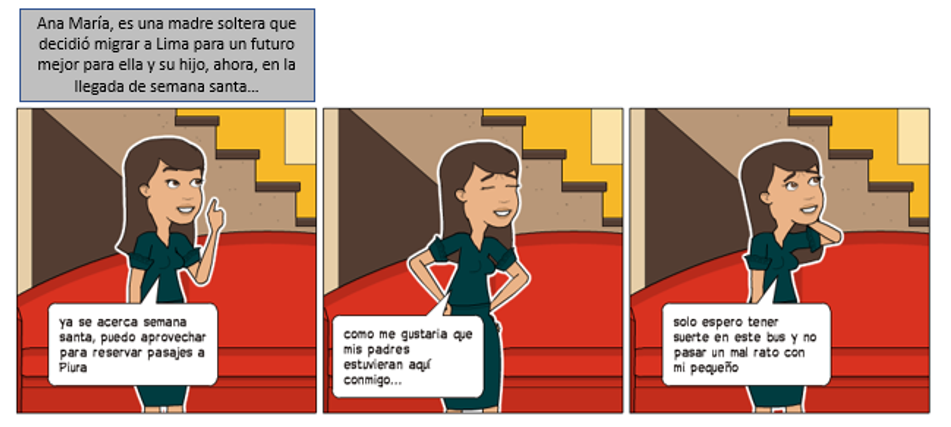 Ana María, es una madre soltera que
decidió migrar a Lima para un futuro
mejor para ella y su hijo, ahora, en la
llegada de semana santa...
ya se acerca semana
santa, puedo aprovechar
para reservar pasajes a
Piura
como me gustaria que
mis padres
estuvieran aquí
conmigo...
solo espero tener
suerte en este bus y no
pasar un mal rato con
mi pequeño